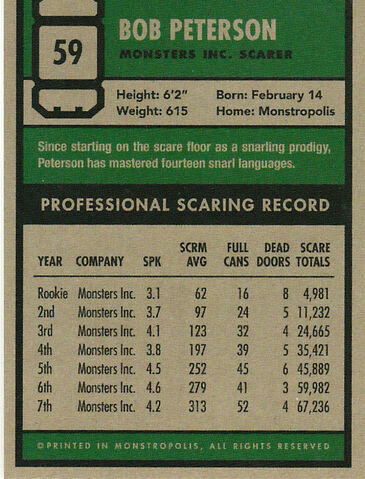 59
BOB PETERSON
MONSTERS INC. SCARER
Height: 6'2" Born: February 14
Weight: 615 Home: Monstropolis
Since starting on the scare floor as a snarling prodigy,
Peterson has mastered fourteen snarl languages.
PROFESSIONAL SCARING RECORD
SCRM FULL DEAD SCARE
YEAR COMPANY SPK AVG CANS DOORS TOTALS
Rookie Monsters Inc. 3.1 62 16 8 4,981
2nd Monsters Inc. 3.7 97 24 5 11,232
3rd Monsters Inc. 4.1 123 32 4 24,665
4th Monsters Inc. 3.8 197 39 5 35,421
5th Monsters Inc. 4.5 252 45 6 45,889
6th Monsters Inc. 4.6 279 41 3 59,982
7th Monsters Inc. 4.2 313 52 4 67,236
©PRINTED IN MONSTROPOLIS, ALL RIGHTS RESERVED